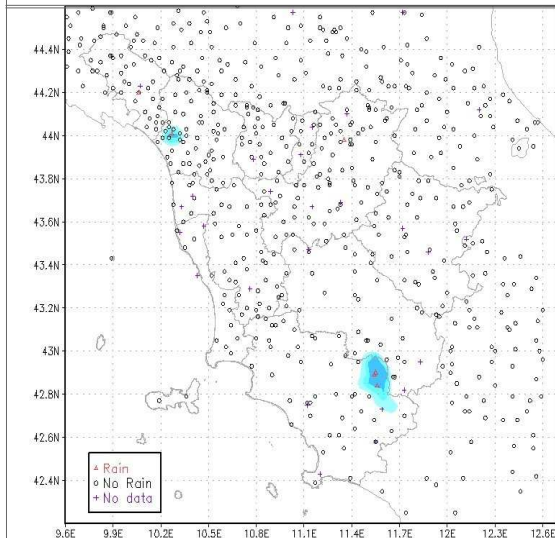 44.4N
44.2N
44N
43.8N
43.6N
43.4N
43.2N
43N
42.8N
42.6N
42.4N
Rain
No Rain
No data
9.6E 9.9E 10.2E 10.5E 10.8E 11.1E 11.4E 11.7E 12E 12.3E 12.6E